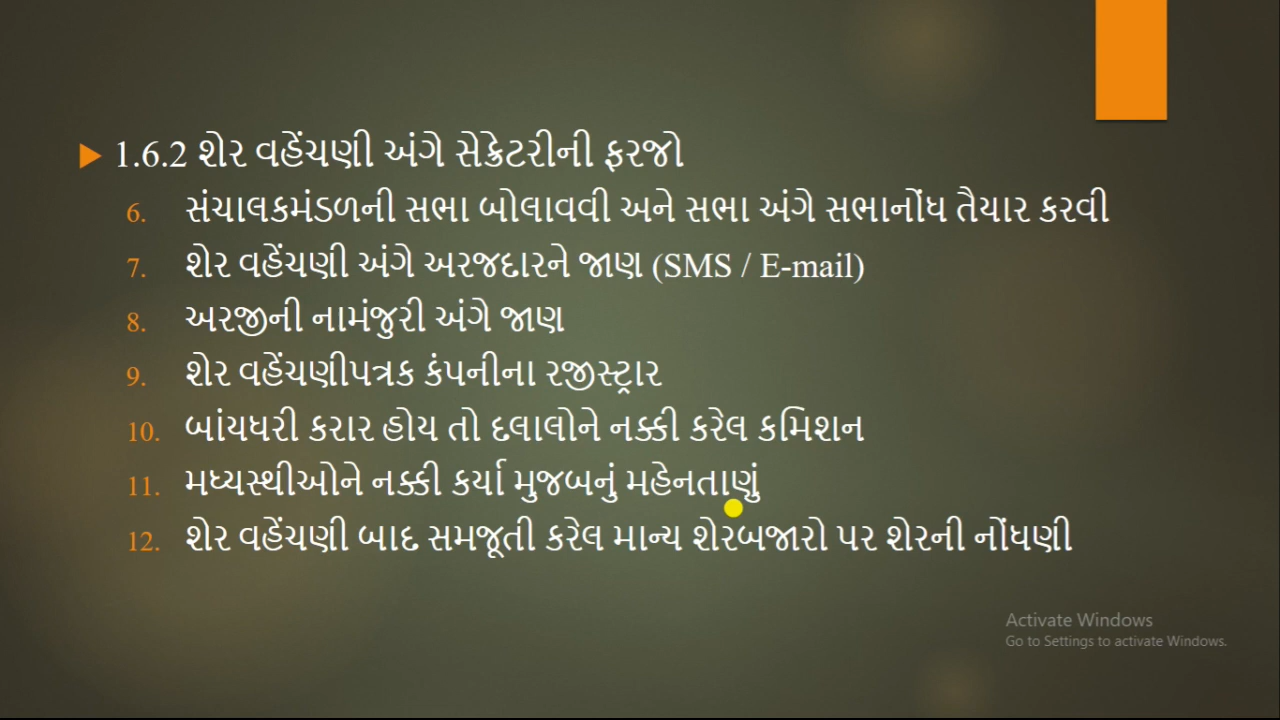 1.6.2 શેર વહેંચણી અંગે સેક્રેટરીની ફરજો
6. સંચાલકમંડળની સભા બોલાવવી અને સભા અંગે સભાનોંધ તૈયાર કરવી
7. શેર વહેંચણી અંગે અરજદારને જાણ (SMS / E-mail)
8. અરજીની નામંજુરી અંગે જાણ
9. શેર વહેંચણીપત્રક કંપનીના રજીસ્ટ્રાર
10. બાંયધરી કરાર હોય તો દલાલોને નક્કી કરેલ કમિશન
11. મધ્યસ્થીઓને નક્કી કર્યા મુજબનું મહેનતાણું
12. શેર વહેંચણી બાદ સમજૂતી કરેલ માન્ય શેરબજારો પર શેરની નોંધણી
Activate Windows
Go to Settings to activate Windows.